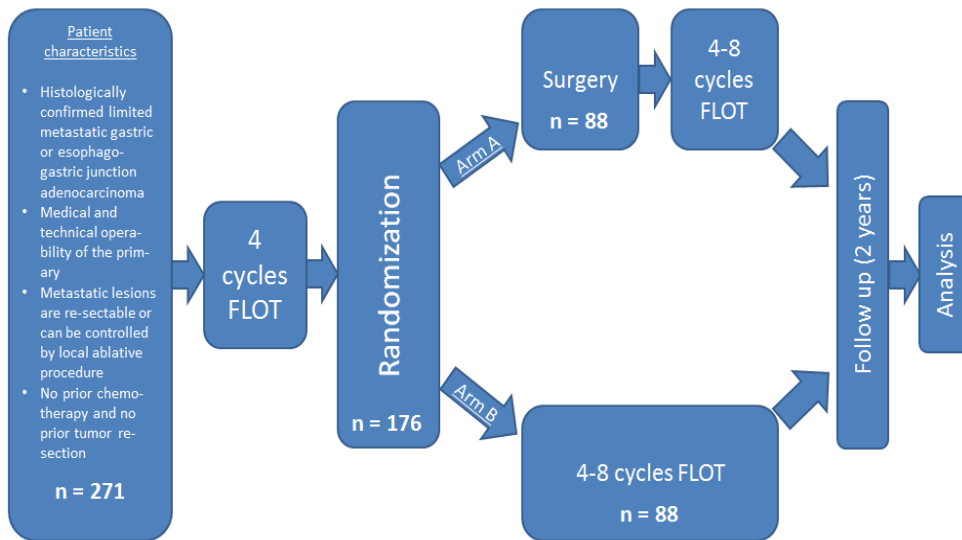 Patient
characteristics
• Histologically
confirmed limited
metastatic gastric
or esophago-
gastric junction
adenocarcinoma
• Medical and
technical opera-
bility of the prim-
ary
• Metastatic lesions
are re-sectable or
can be controlled
by local ablative
procedure
• No prior chemo-
therapy and no
prior tumor re-
section
n = 271
4
cycles
FLOT
Randomization
n = 176
Arm A
Surgery
n = 88
4-8
cycles
FLOT
Arm B
4-8 cycles FLOT
n = 88
Follow up (2 years)
Analysis